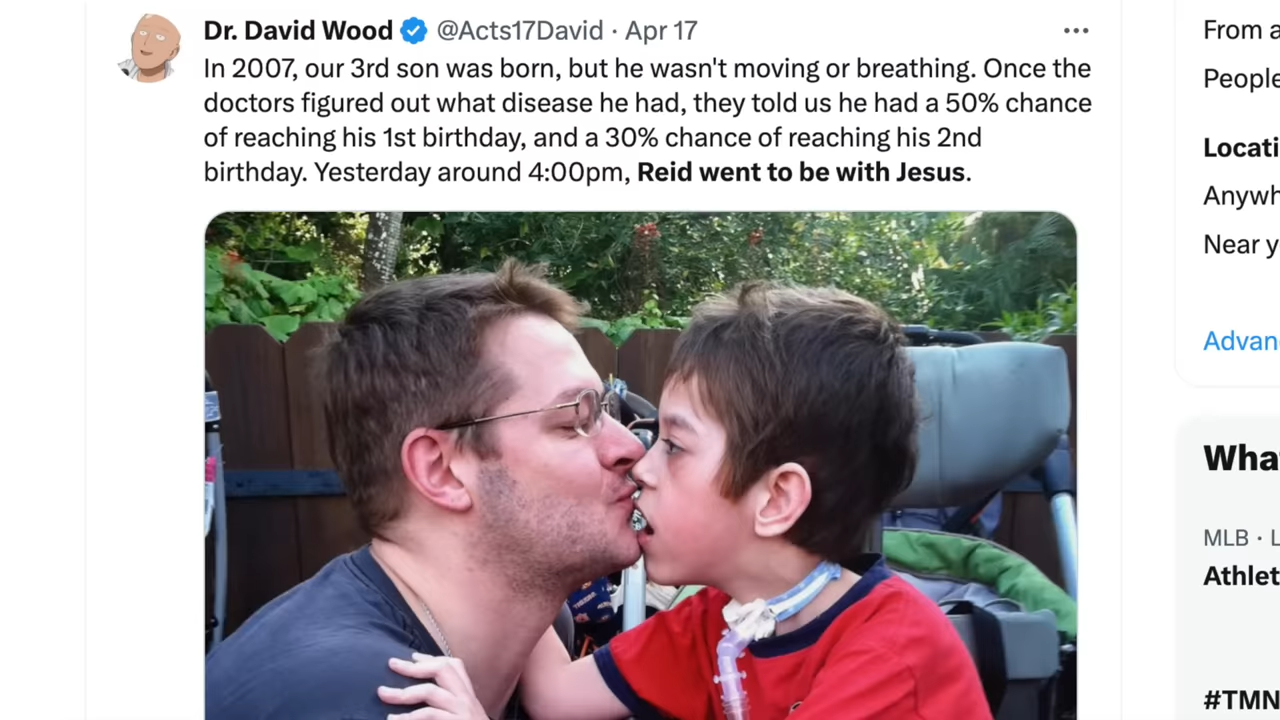 Dr. David Wood @Acts17David · Apr 17
In 2007, our 3rd son was born, but he wasn't moving or breathing. Once the
doctors figured out what disease he had, they told us he had a 50% chance
of reaching his 1st birthday, and a 30% chance of reaching his 2nd
birthday. Yesterday around 4:00pm, Reid went to be with Jesus.
From a
People
Locati
Anywh
Near y
Advan
Wha
MLB · L
Athlet
#TMN